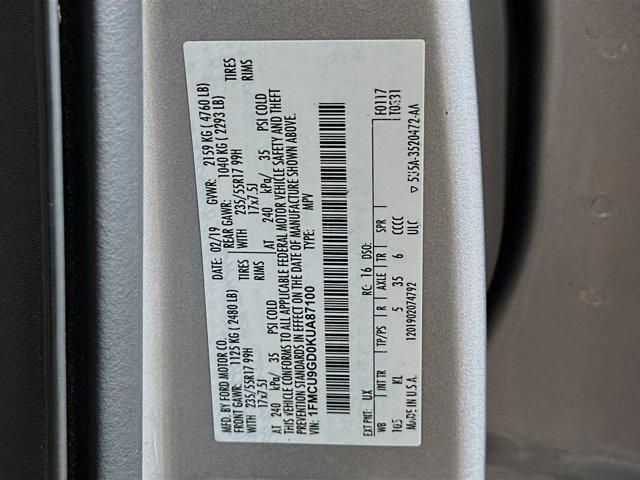 MFD. BY FORD MOTOR CO.
DATE: 02/19 GVWR: 2159 KG ( 4760 LB)
FRONT GAWR: 1125 KG ( 2480 LB) REAR GAWR: 1040 KG ( 2293 LB)
235/55R17 99H TIRES WITH 235/55R17 99H TIRES
17x7.5J RIMS 17x7.5J RIMS
AT 240 kPa/ 35 PSI COLD AT 240 kPa/ 35 PSI COLD
THIS VEHICLE CONFORMS TO ALL APPLICABLE FEDERAL MOTOR VEHICLE SAFETY AND THEFT
PREVENTION STANDARDS IN EFFECT ON THE DATE OF MANUFACTURE SHOWN ABOVE.
VIN: 1FMCU9GD0KUA87100 TYPE: MPV
EXT PNT: UX RC: 16 DSO: F0117
WB INT TR TP/PS R AXLE TR SPR T0531
105 KL 5 35 6 CCCC
ULC
MADE IN U.S.A. 1201902074792 5U5A-3520472-AA